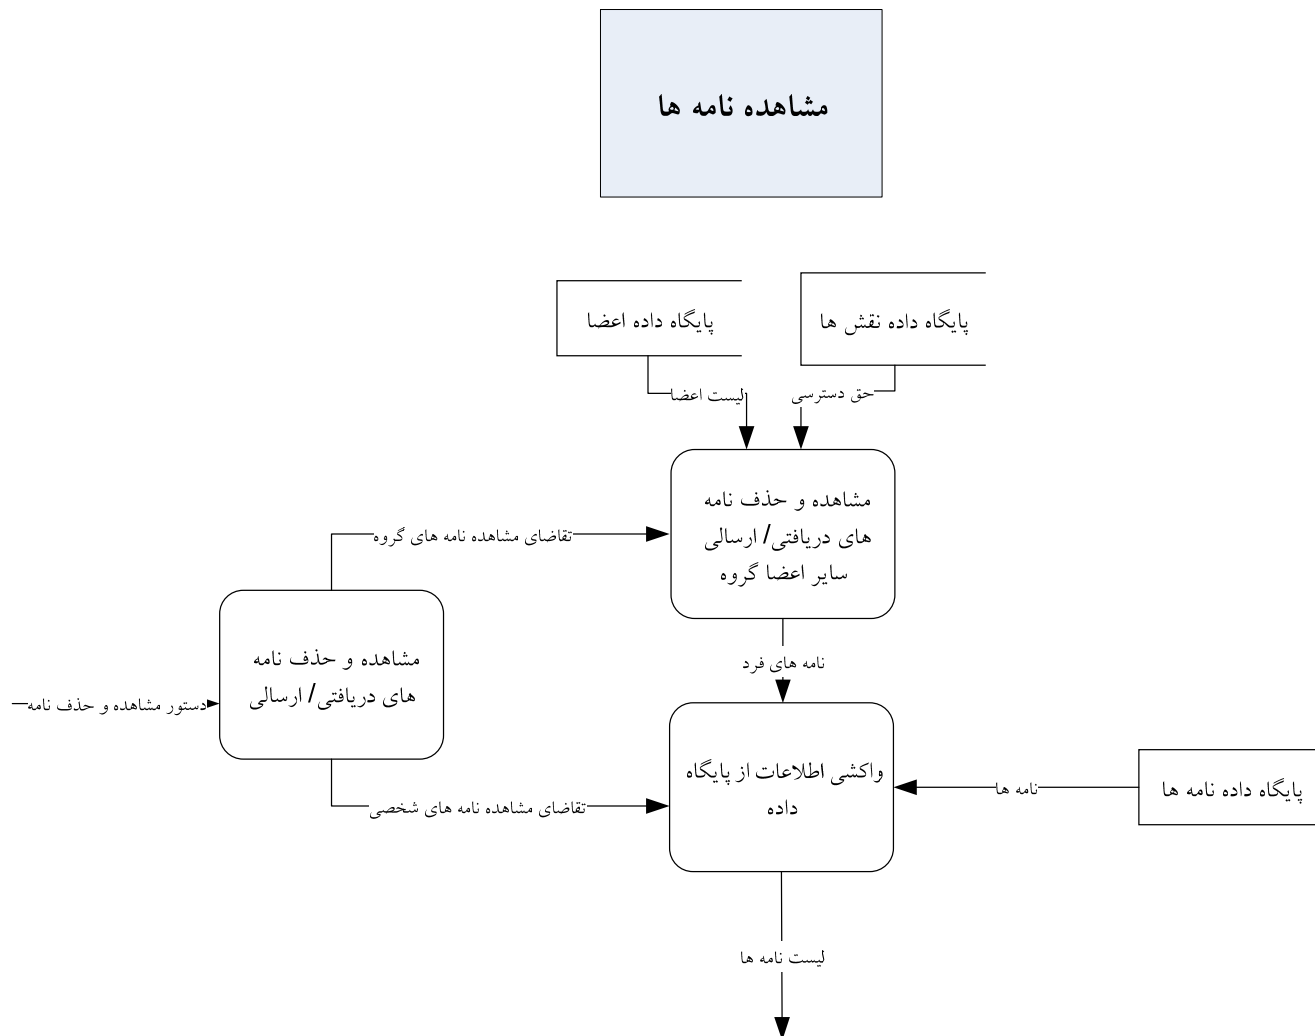 مشاهده نامه ها
پایگاه داده اعضا
پایگاه داده نقش ها
لیست اعضا
حق دسترسی
مشاهده و حذف نامه
های دریافتی/ ارسالی
سایر اعضا گروه
تقاضای مشاهده نامه های گروه
مشاهده و حذف نامه
های دریافتی/ ارسالی
دستور مشاهده و حذف نامه
نامه های فرد
واکشی اطلاعات از پایگاه
داده
نامه ها
پایگاه داده نامه ها
تقاضای مشاهده نامه های شخصی
لیست نامه ها